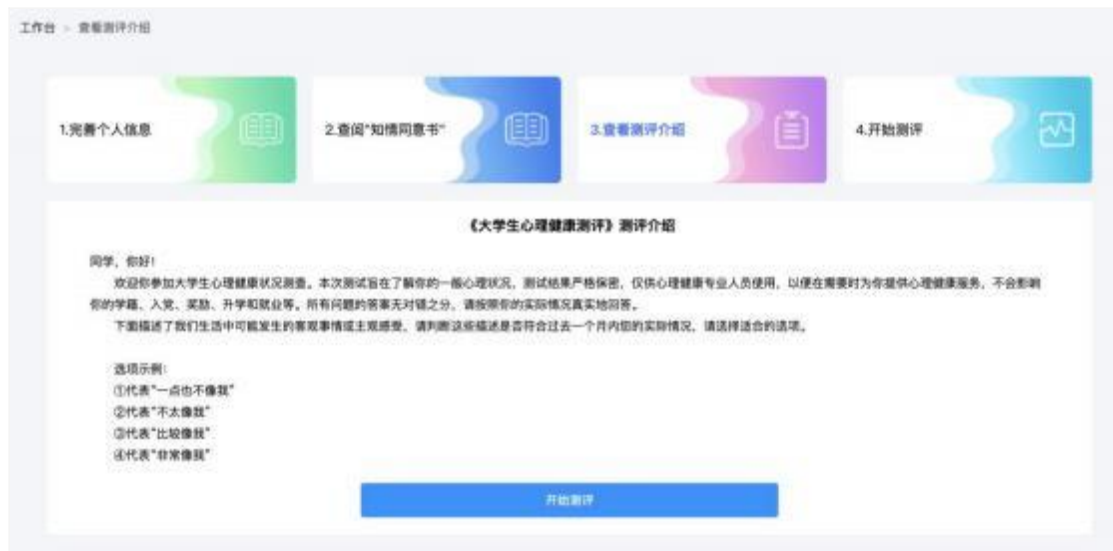 工作台 > 查看测评介绍
1.完善个人信息
2.查阅"知情同意书"
3.查看测评介绍
4.开始测评
《大学生心理健康测评》测评介绍
同学，你好！
欢迎你参加大学生心理健康状况测查。本次测试旨在了解你的一般心理状况，测试结果严格保密，仅供心理健康专业人员使用，以便在需要时为你提供心理健康服务，不会影响
你的学籍、入党、奖励、升学和就业等。所有问题的答案无对错之分，请按照你的实际情况真实地回答。
下面描述了我们生活中可能发生的客观事情或主观感受，请判断这些描述是否符合过去一个月内您的实际情况，请选择适合的选项。
选项示例：
①代表"一点也不像我"
②代表"不太像我"
③代表"比较像我"
④代表"非常像我"
开始测评